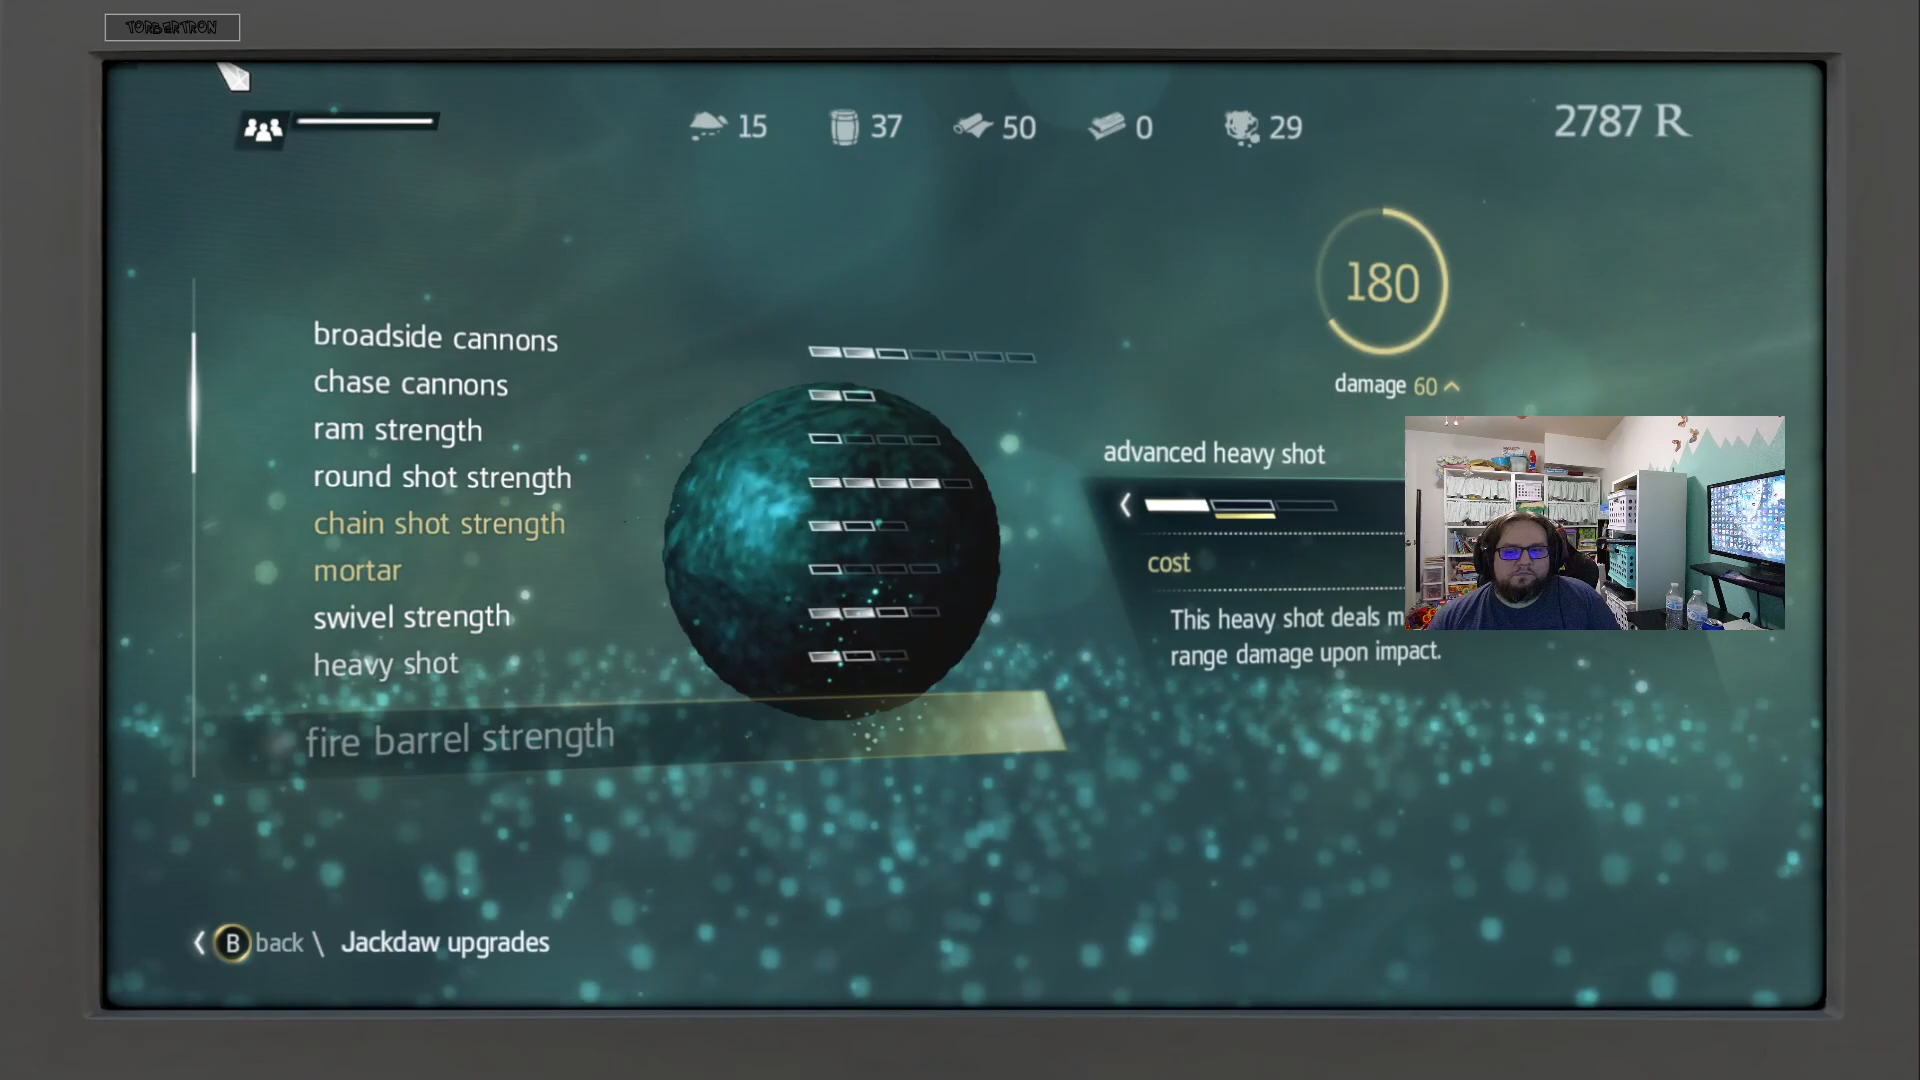 TORBERTRON
15 37 50 0 29 2787 R
180
damage 60
broadside cannons
chase cannons
ram strength
round shot strength
chain shot strength
mortar
swivel strength
heavy shot
fire barrel strength
advanced heavy shot
cost
This heavy shot deals m
range damage upon impact.
B back \ Jackdaw upgrades